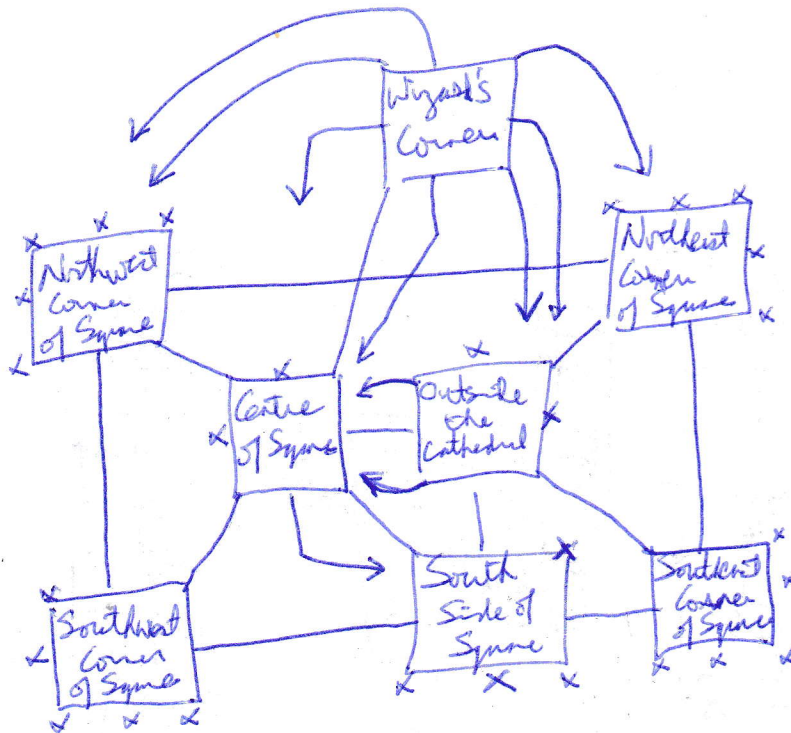 Wizard's
Corner
Northwest
Corner
of Square
Northeast
Corner
of Square
Centre
of Square
Outside
the
Cathedral
South
Side of
Square
Southeast
Corner
of Square
Southwest
Corner
of Square